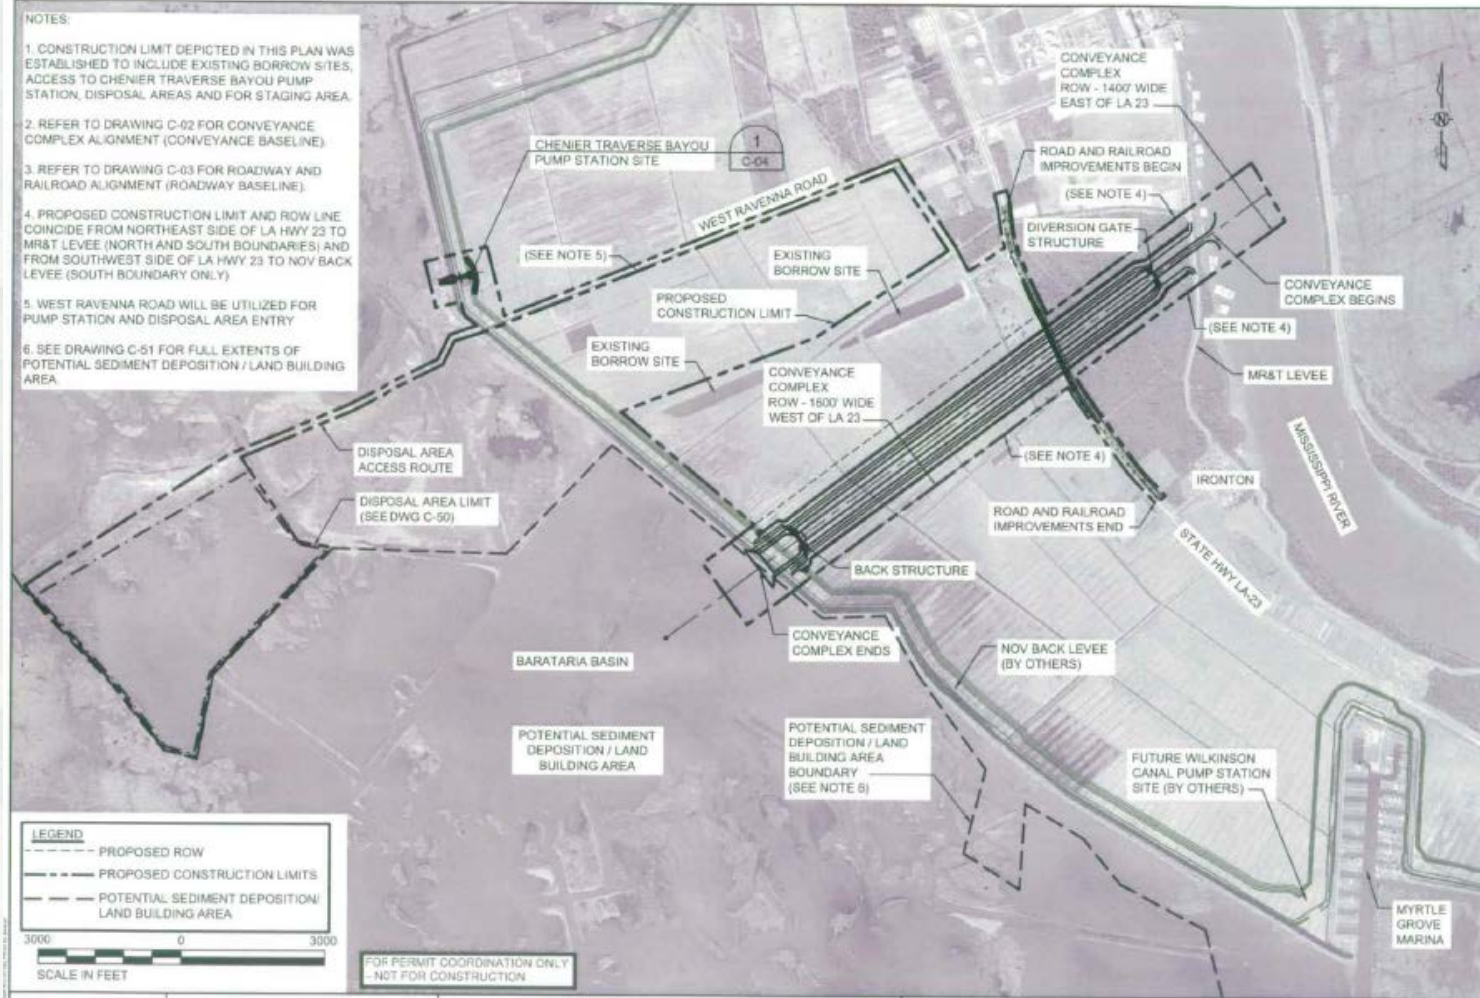 NOTES:
1. CONSTRUCTION LIMIT DEPICTED IN THIS PLAN WAS
ESTABLISHED TO INCLUDE EXISTING BORROW SITES,
ACCESS TO CHENIER TRAVERSE BAYOU PUMP
STATION, DISPOSAL AREAS AND FOR STAGING AREA.
2. REFER TO DRAWING C-02 FOR CONVEYANCE
COMPLEX ALIGNMENT (CONVEYANCE BASELINE).
3. REFER TO DRAWING C-03 FOR ROADWAY AND
RAILROAD ALIGNMENT (ROADWAY BASELINE).
4. PROPOSED CONSTRUCTION LIMIT AND ROW LINE
COINCIDE FROM NORTHEAST SIDE OF LA HWY 23 TO
MR&T LEVEE (NORTH AND SOUTH BOUNDARIES) AND
FROM SOUTHWEST SIDE OF LA HWY 23 TO NOV BACK
LEVEE (SOUTH BOUNDARY ONLY)
5. WEST RAVENNA ROAD WILL BE UTILIZED FOR
PUMP STATION AND DISPOSAL AREA ENTRY
6. SEE DRAWING C-51 FOR FULL EXTENTS OF
POTENTIAL SEDIMENT DEPOSITION / LAND BUILDING
AREA
CHENIER TRAVERSE BAYOU
PUMP STATION SITE
1
C-04
CONVEYANCE
COMPLEX
ROW - 1400' WIDE
EAST OF LA 23
N
ROAD AND RAILROAD
IMPROVEMENTS BEGIN
(SEE NOTE 4)
WEST RAVENNA ROAD
DIVERSION GATE
STRUCTURE
(SEE NOTE 5)
EXISTING
BORROW SITE
CONVEYANCE
COMPLEX BEGINS
PROPOSED
CONSTRUCTION LIMIT
(SEE NOTE 4)
EXISTING
BORROW SITE
CONVEYANCE
COMPLEX
ROW - 1600' WIDE
WEST OF LA 23
MR&T LEVEE
MISSISSIPPI RIVER
DISPOSAL AREA
ACCESS ROUTE
(SEE NOTE 4)
IRONTON
DISPOSAL AREA LIMIT
(SEE DWG C-50)
ROAD AND RAILROAD
IMPROVEMENTS END
STATE HWY LA-23
BACK STRUCTURE
CONVEYANCE
COMPLEX ENDS
BARATARIA BASIN
NOV BACK LEVEE
(BY OTHERS)
POTENTIAL SEDIMENT
DEPOSITION / LAND
BUILDING AREA
POTENTIAL SEDIMENT
DEPOSITION / LAND
BUILDING AREA
BOUNDARY
(SEE NOTE 6)
FUTURE WILKINSON
CANAL PUMP STATION
SITE (BY OTHERS)
MYRTLE
GROVE
MARINA
LEGEND
PROPOSED ROW
PROPOSED CONSTRUCTION LIMITS
POTENTIAL SEDIMENT DEPOSITION/
LAND BUILDING AREA
3000 0 3000
SCALE IN FEET
FOR PERMIT COORDINATION ONLY
- NOT FOR CONSTRUCTION